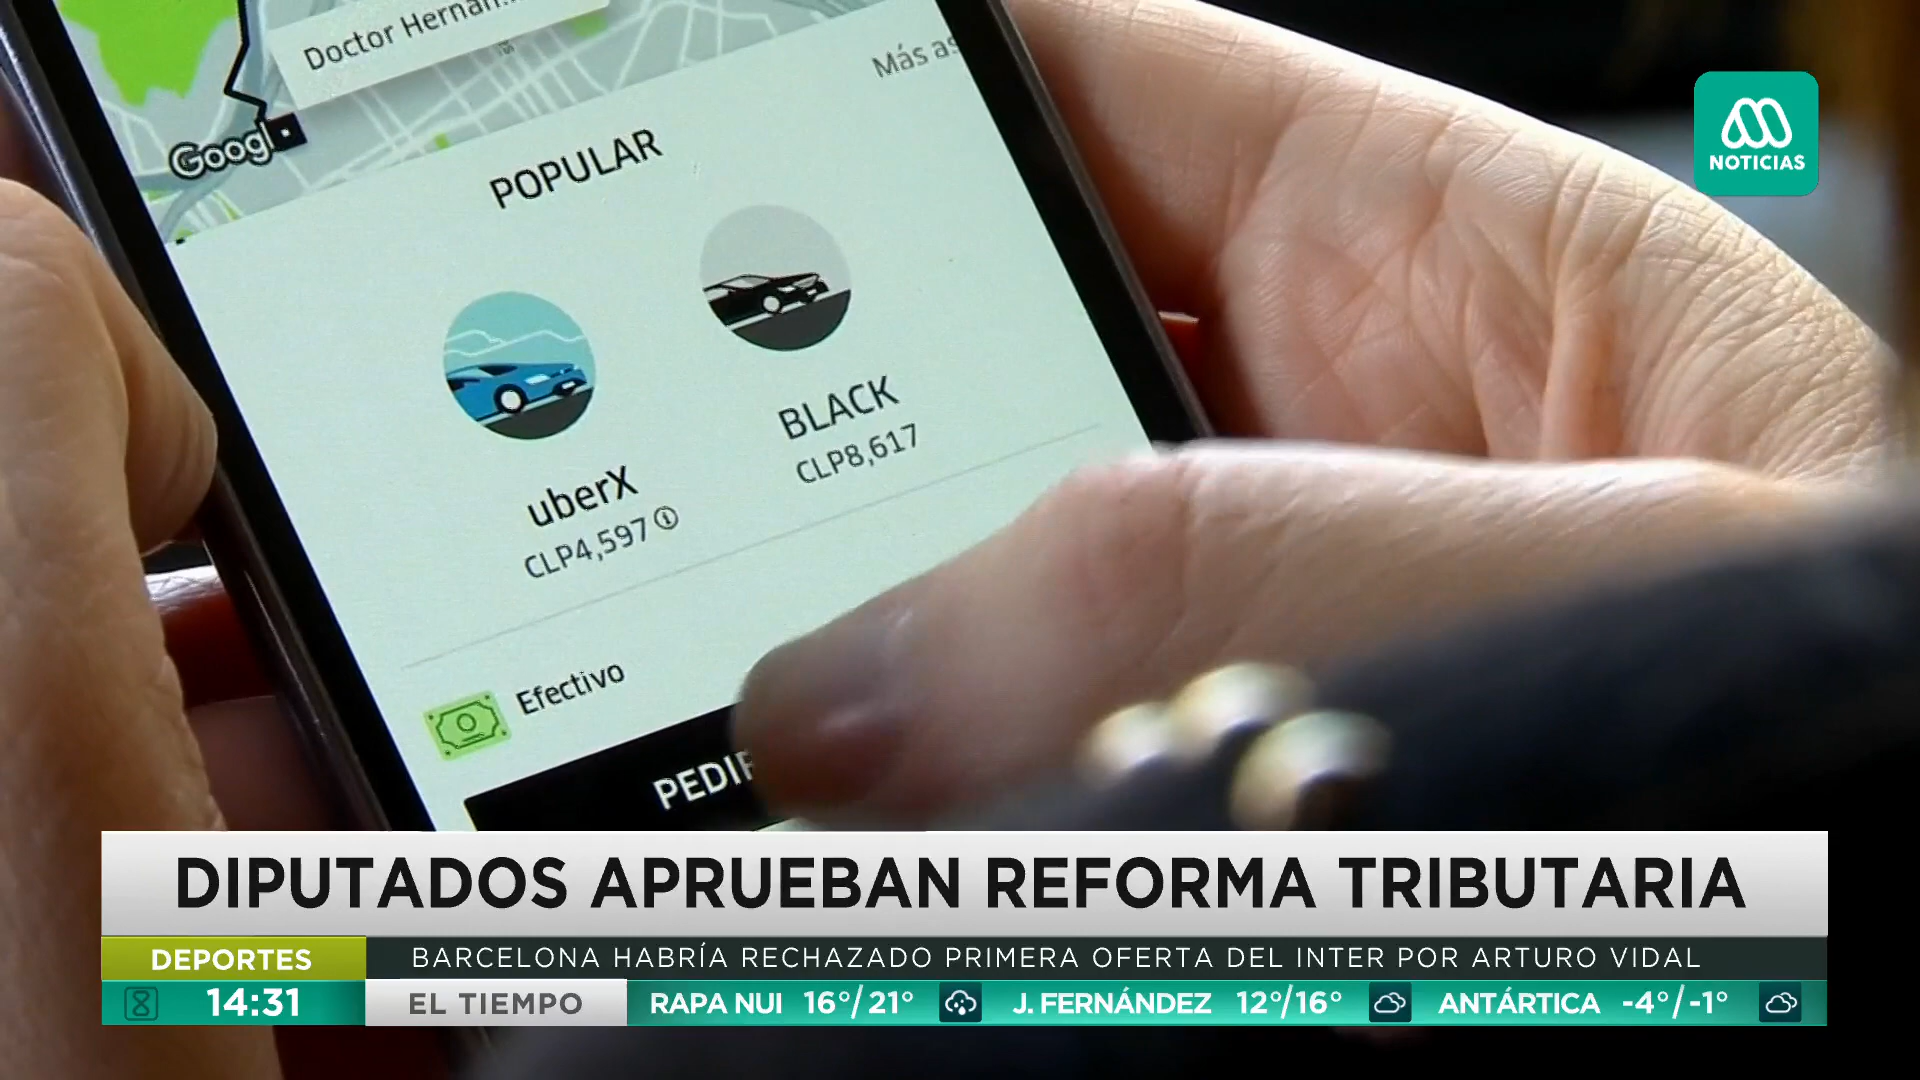 Doctor Hernán...
Más as
Googl
POPULAR
BLACK
CLP8,617
uberX
CLP4,597
Efectivo
PEDIR
NOTICIAS
DIPUTADOS APRUEBAN REFORMA TRIBUTARIA
DEPORTES BARCELONA HABRÍA RECHAZADO PRIMERA OFERTA DEL INTER POR ARTURO VIDAL
14:31 EL TIEMPO RAPA NUI 16°/21° J. FERNÁNDEZ 12°/16° ANTÁRTICA -4°/-1°